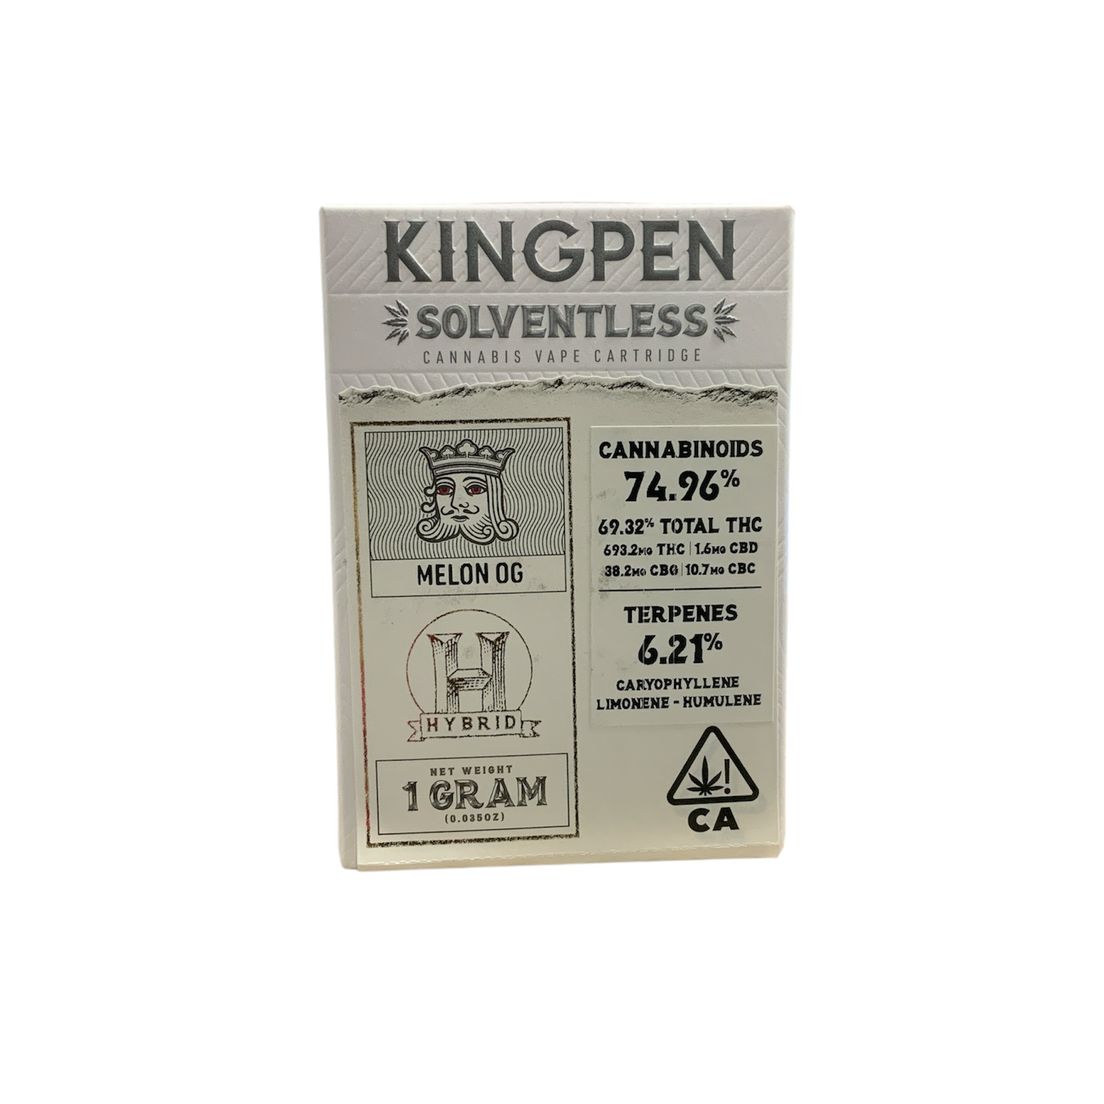 KINGPEN
SOLVENTLESS
CANNABIS VAPE CARTRIDGE
MELON OG
H
HYBRID
NET WEIGHT
1 GRAM
(0.035OZ)
CANNABINOIDS
74.96%
69.32% TOTAL THC
693.2MG THC | 1.6MG CBD
38.2MG CBG | 10.7MG CBC
TERPENES
6.21%
CARYOPHYLLENE
LIMONENE - HUMULENE
!
CA